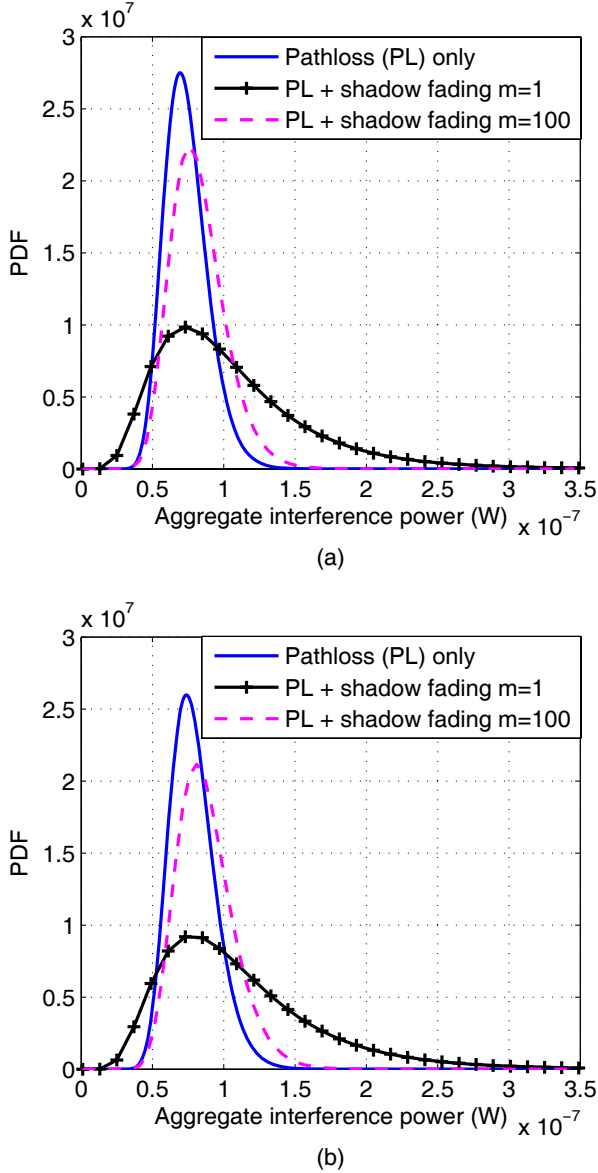 x 10⁷
3
2.5
2
1.5
1
0.5
0
PDF
Pathloss (PL) only
PL + shadow fading m=1
PL + shadow fading m=100
0 0.5 1 1.5 2 2.5 3 3.5
Aggregate interference power (W) x 10⁻⁷
(a)
x 10⁷
3
2.5
2
1.5
1
0.5
0
PDF
Pathloss (PL) only
PL + shadow fading m=1
PL + shadow fading m=100
0 0.5 1 1.5 2 2.5 3 3.5
Aggregate interference power (W) x 10⁻⁷
(b)